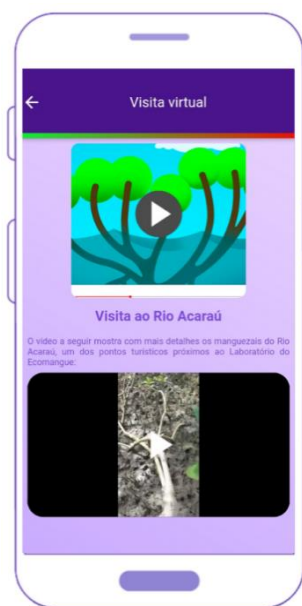 Visita virtual
Visita ao Rio Acaraú
O vídeo a seguir mostra com mais detalhes os manguezais do Rio
Acaraú, um dos pontos turísticos próximos ao Laboratório do
Ecomangue: